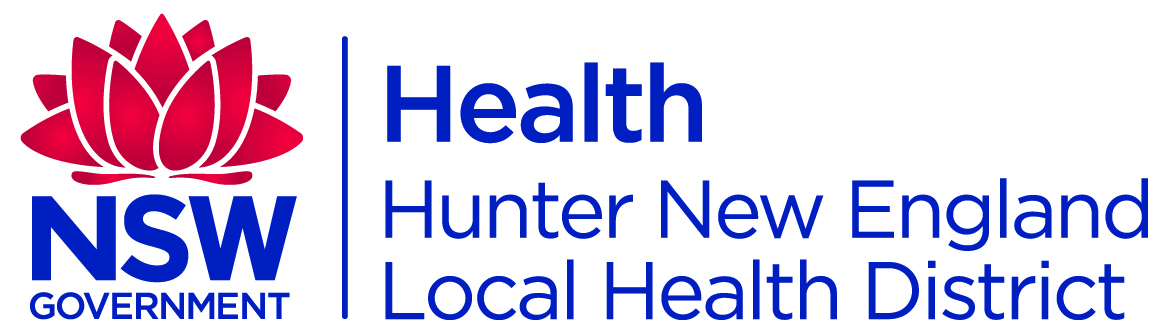 NSW
GOVERNMENT
Health
Hunter New England
Local Health District